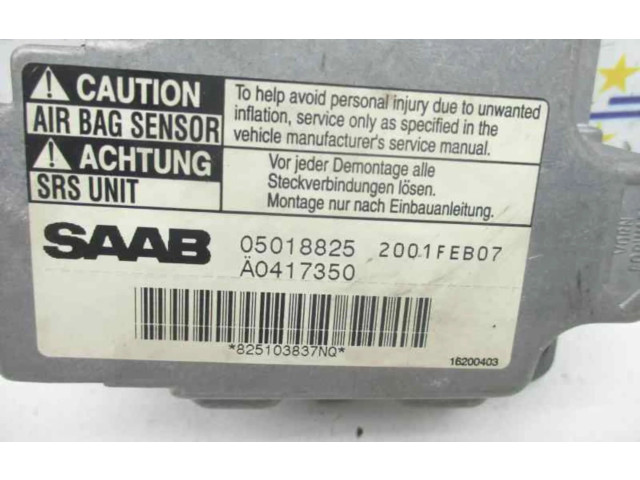 CAUTION
AIR BAG SENSOR
To help avoid personal injury due to unwanted
inflation, service only as specified in the
vehicle manufacturer's service manual.
ACHTUNG
SRS UNIT
Vor jeder Demontage alle
Steckverbindungen lösen.
Montage nur nach Einbauanleitung.
SAAB 05018825 2001FEB07
Ä0417350
*825103837NQ*
16200403